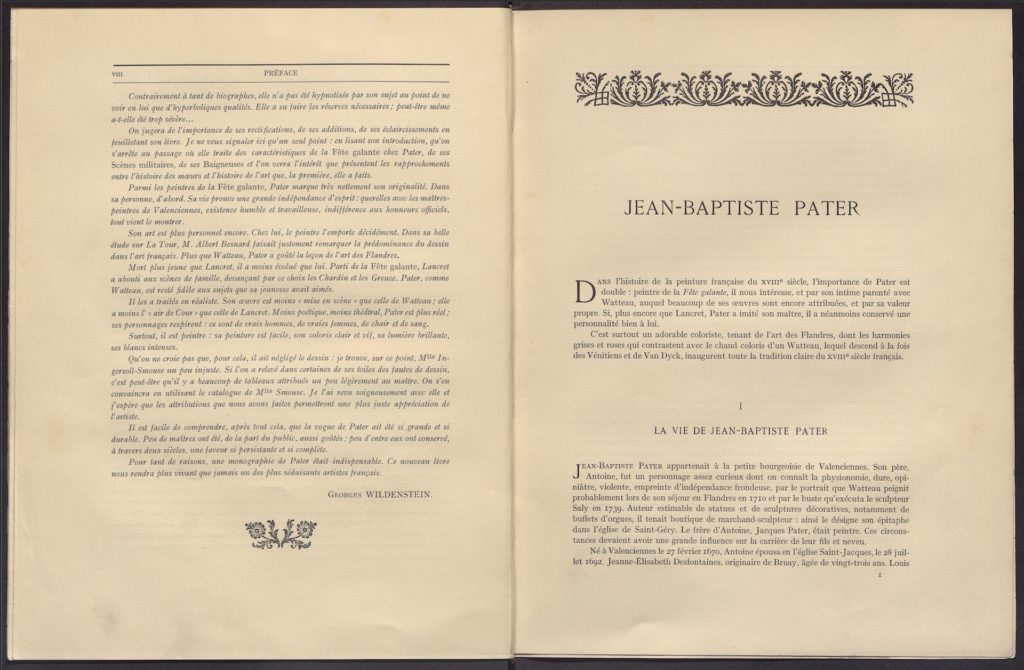 VIII PRÉFACE
Contrairement à tant de biographes, elle n'a pas été hypnotisée par son sujet au point de ne
voir en lui que d'hyperboliques qualités. Elle a su faire les réserves nécessaires ; peut-être même
a-t-elle été trop sévère...
On jugera de l'importance de ses rectifications, de ses additions, de ses éclaircissements en
feuilletant son livre. Je ne veux signaler ici qu'un seul point : en lisant son introduction, qu'on
s'arrête au passage où elle traite des caractéristiques de la Fête galante chez Pater, de ses
Scènes militaires, de ses Baigneuses et l'on verra l'intérêt que présentent les rapprochements
entre l'histoire des mœurs et l'histoire de l'art que, la première, elle a faits.
Parmi les peintres de la Fête galante, Pater marque très nettement son originalité. Dans
sa personne, d'abord. Sa vie prouve une grande indépendance d'esprit : querelles avec les maîtres-
peintres de Valenciennes, existence humble et travailleuse, indifférence aux honneurs officiels,
tout vient le montrer.
Son art est plus personnel encore. Chez lui, le peintre l'emporte décidément. Dans sa belle
étude sur La Tour, M. Albert Besnard faisait justement remarquer la prédominance du dessin
dans l'art français. Plus que Watteau, Pater a goûté la leçon de l'art des Flandres.
Mort plus jeune que Lancret, il a moins évolué que lui. Parti de la Fête galante, Lancret
a abouti aux scènes de famille, devançant par ce choix les Chardin et les Greuze. Pater, comme
Watteau, est resté fidèle aux sujets que sa jeunesse avait aimés.
Il les a traités en réaliste. Son œuvre est moins « mise en scène » que celle de Watteau ; elle
a moins l' « air de Cour » que celle de Lancret. Moins poétique, moins théâtral, Pater est plus réel ;
ses personnages respirent : ce sont de vrais hommes, de vraies femmes, de chair et de sang.
Surtout, il est peintre : sa peinture est facile, son coloris clair et vif, sa lumière brillante,
ses blancs intenses.
Qu'on ne croie pas que, pour cela, il ait négligé le dessin : je trouve, sur ce point, Mlle In-
gersoll-Smouse un peu injuste. Si l'on a relevé dans certaines de ses toiles des fautes de dessin,
c'est peut-être qu'il y a beaucoup de tableaux attribués un peu légèrement au maître. On s'en
convaincra en utilisant le catalogue de Mlle Smouse. Je l'ai revu soigneusement avec elle et
j'espère que les attributions que nous avons faites permettront une plus juste appréciation de
l'artiste.
Il est facile de comprendre, après tout cela, que la vogue de Pater ait été si grande et si
durable. Peu de maîtres ont été, de la part du public, aussi goûtés ; peu d'entre eux ont conservé,
à travers deux siècles, une faveur si persistante et si complète.
Pour tant de raisons, une monographie de Pater était indispensable. Ce nouveau livre
nous rendra plus vivant que jamais un des plus séduisants artistes français.
Georges WILDENSTEIN.
JEAN-BAPTISTE PATER
DANS l'histoire de la peinture française du XVIIIe siècle, l'importance de Pater est
double : peintre de la Fête galante, il nous intéresse, et par son intime parenté avec
Watteau, auquel beaucoup de ses œuvres sont encore attribuées, et par sa valeur
propre. Si, plus encore que Lancret, Pater a imité son maître, il a néanmoins conservé une
personnalité bien à lui.
C'est surtout un adorable coloriste, tenant de l'art des Flandres, dont les harmonies
grises et roses qui contrastent avec le chaud coloris d'un Watteau, lequel descend à la fois
des Vénitiens et de Van Dyck, inaugurent toute la tradition claire du XVIIIe siècle français.
I
LA VIE DE JEAN-BAPTISTE PATER
JEAN-BAPTISTE PATER appartenait à la petite bourgeoisie de Valenciennes. Son père,
Antoine, fut un personnage assez curieux dont on connaît la physionomie, dure, opi-
niâtre, violente, empreinte d'indépendance frondeuse, par le portrait que Watteau peignit
probablement lors de son séjour en Flandres en 1710 et par le buste qu'exécuta le sculpteur
Saly en 1739. Auteur estimable de statues et de sculptures décoratives, notamment de
buffets d'orgues, il tenait boutique de marchand-sculpteur : ainsi le désigne son épitaphe
dans l'église de Saint-Géry. Le frère d'Antoine, Jacques Pater, était peintre. Ces circons-
tances devaient avoir une grande influence sur la carrière de leur fils et neveu.
Né à Valenciennes le 27 février 1670, Antoine épousa en l'église Saint-Jacques, le 28 juil-
let 1692, Jeanne-Élisabeth Desfontaines, originaire de Bruay, âgée de vingt-trois ans. Louis
1